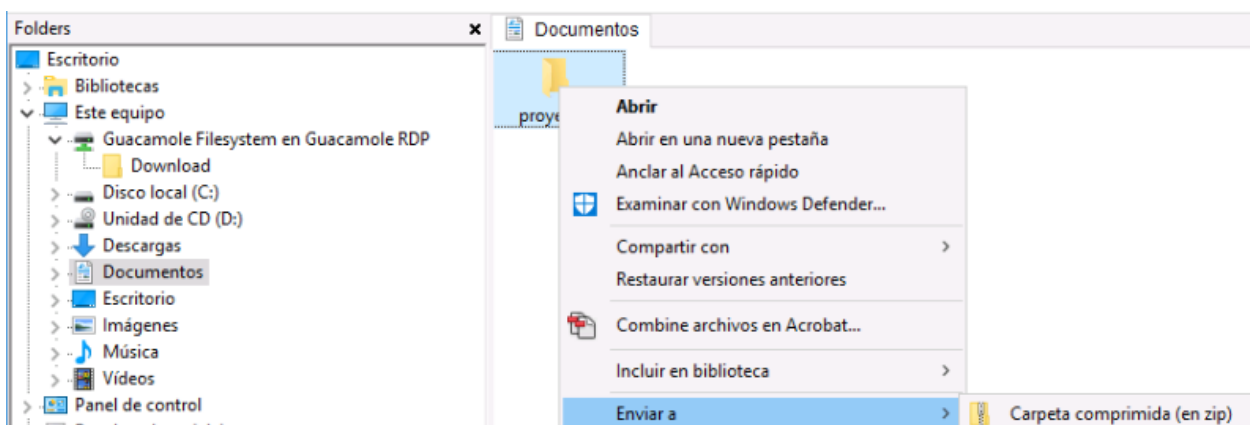 Folders
Escritorio
Bibliotecas
Este equipo
Guacamole Filesystem en Guacamole RDP
Download
Disco local (C:)
Unidad de CD (D:)
Descargas
Documentos
Escritorio
Imágenes
Música
Vídeos
Panel de control
Documentos
Abrir
Abrir en una nueva pestaña
Anclar al Acceso rápido
Examinar con Windows Defender...
Compartir con
Restaurar versiones anteriores
Combine archivos en Acrobat...
Incluir en biblioteca
Enviar a
Carpeta comprimida (en zip)